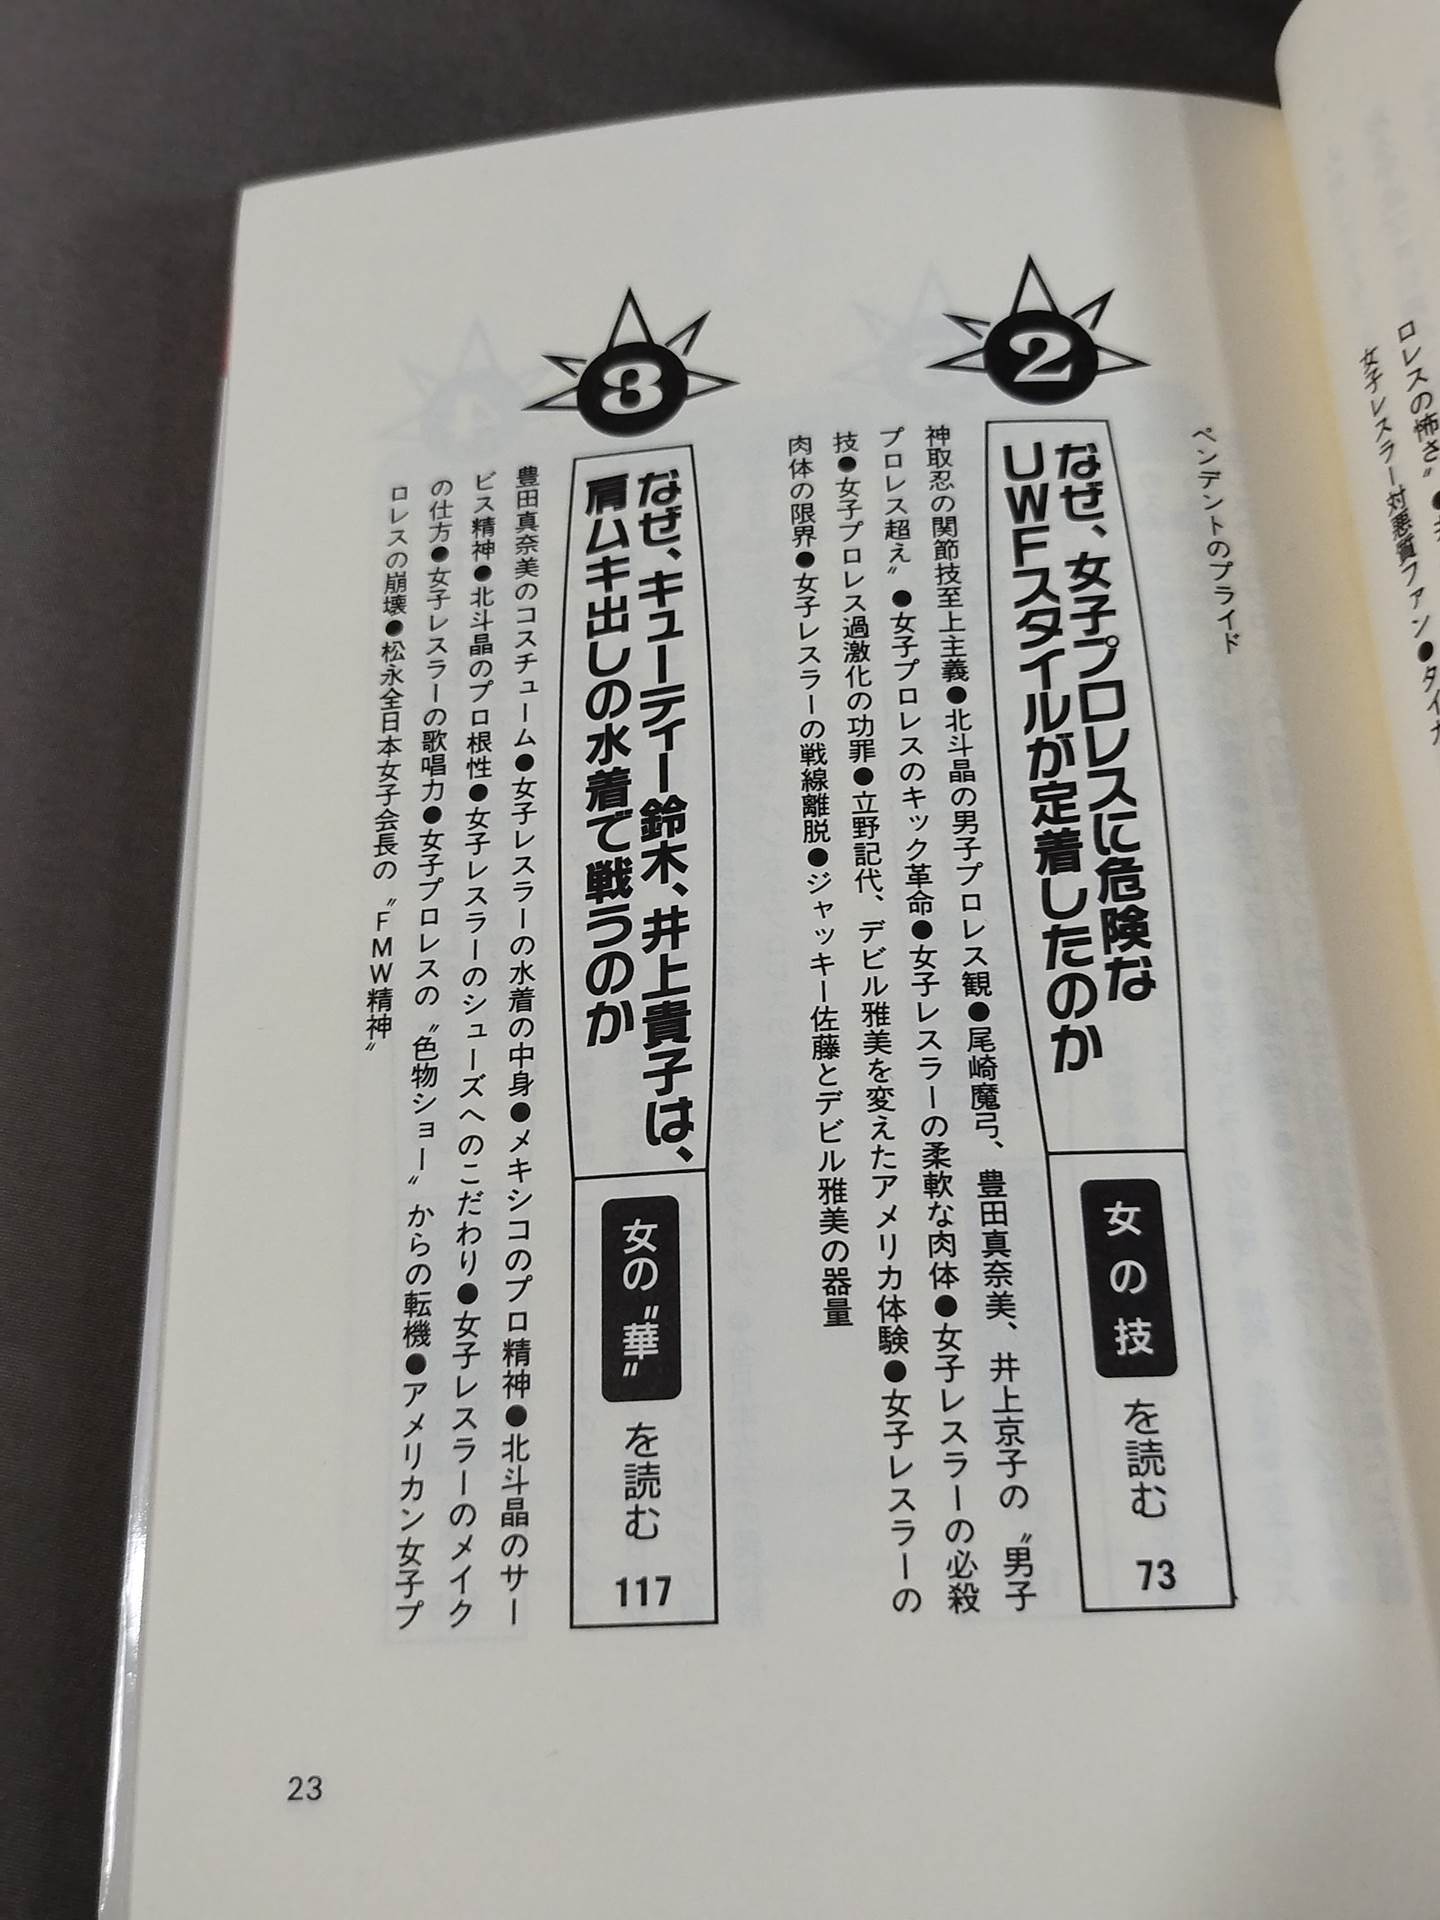 ロレスの怖さ〟●
女子レスラー対悪質ファン●タイガ
ペンデントのプライド
2
なぜ、女子プロレスに危険な
UWFスタイルが定着したのか
女の技を読む 73
神取忍の関節技至上主義●北斗晶の男子プロレス観●尾崎魔弓、豊田真奈美、井上京子の〝男子
プロレス超え〟●女子プロレスのキック革命●女子レスラーの柔軟な肉体●女子レスラーの必殺
技●女子プロレス過激化の功罪●立野記代、デビル雅美を変えたアメリカ体験●女子レスラーの
肉体の限界●女子レスラーの戦線離脱●ジャッキー佐藤とデビル雅美の器量
3
なぜ、キューティー鈴木、井上貴子は、
肩ムキ出しの水着で戦うのか
女の〝華〟を読む 117
豊田真奈美のコスチューム●女子レスラーの水着の中身●メキシコのプロ精神●北斗晶のサー
ビス精神●北斗晶のプロ根性●女子レスラーのシューズへのこだわり●女子レスラーのメイク
の仕方●女子レスラーの歌唱力●女子プロレスの〝色物ショー〟からの転機●アメリカン女子プ
ロレスの崩壊●松永全日本女子会長の〝FMW精神〟
23